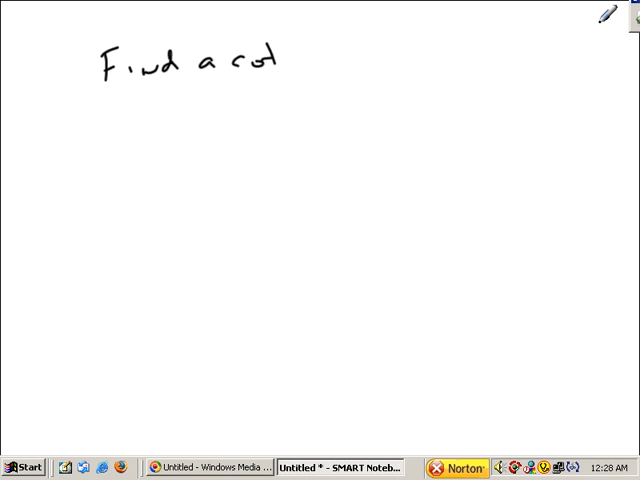 Find a cot
Start
Untitled - Windows Media ...
Untitled * - SMART Noteb...
Norton
12:28 AM